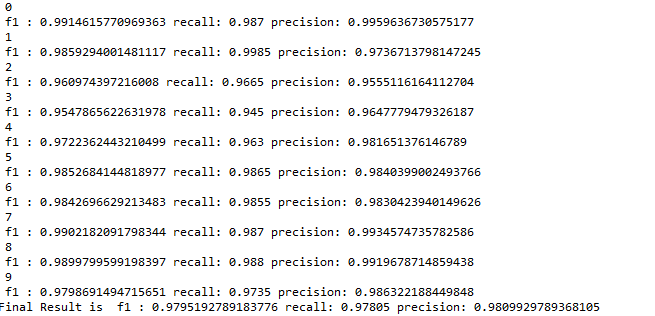 0
f1 : 0.9914615770969363 recall: 0.987 precision: 0.9959636730575177
1
f1 : 0.9859294001481117 recall: 0.9985 precision: 0.9736713798147245
2
f1 : 0.960974397216008 recall: 0.9665 precision: 0.9555116164112704
3
f1 : 0.9547865622631978 recall: 0.945 precision: 0.9647779479326187
4
f1 : 0.9722362443210499 recall: 0.963 precision: 0.981651376146789
5
f1 : 0.9852684144818977 recall: 0.9865 precision: 0.9840399002493766
6
f1 : 0.9842696629213483 recall: 0.9855 precision: 0.9830423940149626
7
f1 : 0.9902182091798344 recall: 0.987 precision: 0.9934574735782586
8
f1 : 0.9899799599198397 recall: 0.988 precision: 0.9919678714859438
9
f1 : 0.9798691494715651 recall: 0.9735 precision: 0.986322188449848
Final Result is  f1 : 0.9795192789183776 recall: 0.97805 precision: 0.9809929789368105